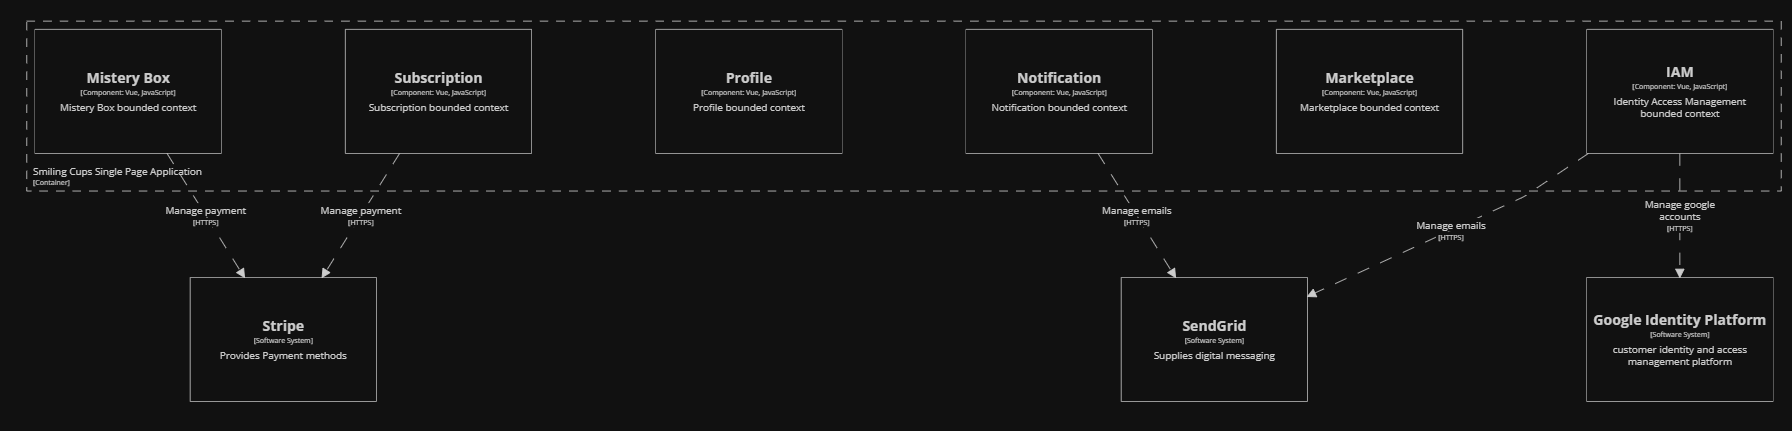 Mistery Box
[Component: Vue, JavaScript]
Mistery Box bounded context
Subscription
[Component: Vue, JavaScript]
Subscription bounded context
Profile
[Component: Vue, JavaScript]
Profile bounded context
Notification
[Component: Vue, JavaScript]
Notification bounded context
Marketplace
[Component: Vue, JavaScript]
Marketplace bounded context
IAM
[Component: Vue, JavaScript]
Identity Access Management
bounded context
Smiling Cups Single Page Application
[Container]
Manage payment
[HTTPS]
Manage payment
[HTTPS]
Manage emails
[HTTPS]
Manage emails
[HTTPS]
Manage google
accounts
[HTTPS]
Stripe
[Software System]
Provides Payment methods
SendGrid
[Software System]
Supplies digital messaging
Google Identity Platform
[Software System]
customer identity and access
management platform